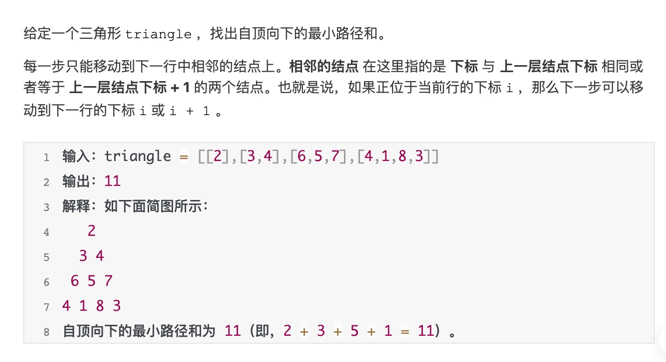 给定一个三角形 triangle ，找出自顶向下的最小路径和。
每一步只能移动到下一行中相邻的结点上。相邻的结点 在这里指的是 下标 与 上一层结点下标 相同或
者等于 上一层结点下标 + 1 的两个结点。也就是说，如果正位于当前行的下标 i ，那么下一步可以移
动到下一行的下标 i 或 i + 1 。
1 输入：triangle = [[2],[3,4],[6,5,7],[4,1,8,3]]
2 输出：11
3 解释：如下面简图所示：
4 2
5 3 4
6 6 5 7
7 4 1 8 3
8 自顶向下的最小路径和为 11（即，2 + 3 + 5 + 1 = 11）。